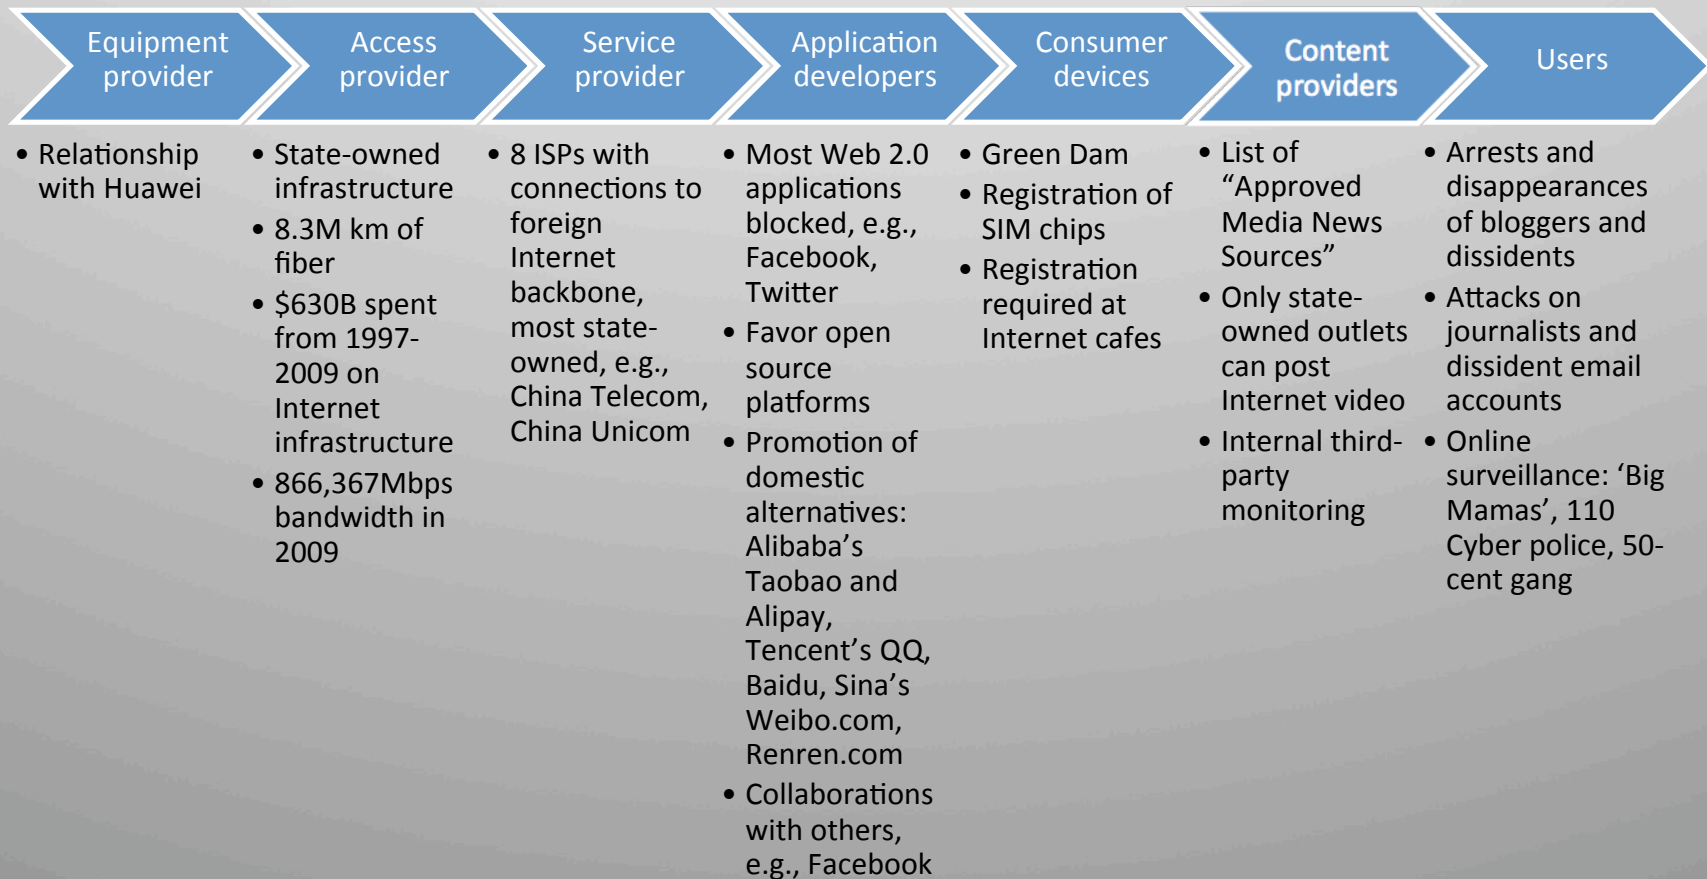 Equipment
provider
Access
provider
Service
provider
Application
developers
Consumer
devices
Content
providers
Users
• Relationship
with Huawei
• State-owned
infrastructure
• 8.3M km of
fiber
• $630B spent
from 1997-
2009 on
Internet
infrastructure
• 866,367Mbps
bandwidth in
2009
• 8 ISPs with
connections to
foreign
Internet
backbone,
most state-
owned, e.g.,
China Telecom,
China Unicom
• Most Web 2.0
applications
blocked, e.g.,
Facebook,
Twitter
• Favor open
source
platforms
• Promotion of
domestic
alternatives:
Alibaba’s
Taobao and
Alipay,
Tencent’s QQ,
Baidu, Sina’s
Weibo.com,
Renren.com
• Collaborations
with others,
e.g., Facebook
• Green Dam
• Registration of
SIM chips
• Registration
required at
Internet cafes
• List of
“Approved
Media News
Sources”
• Only state-
owned outlets
can post
Internet video
• Internal third-
party
monitoring
• Arrests and
disappearances
of bloggers and
dissidents
• Attacks on
journalists and
dissident email
accounts
• Online
surveillance: ‘Big
Mamas’, 110
Cyber police, 50-
cent gang